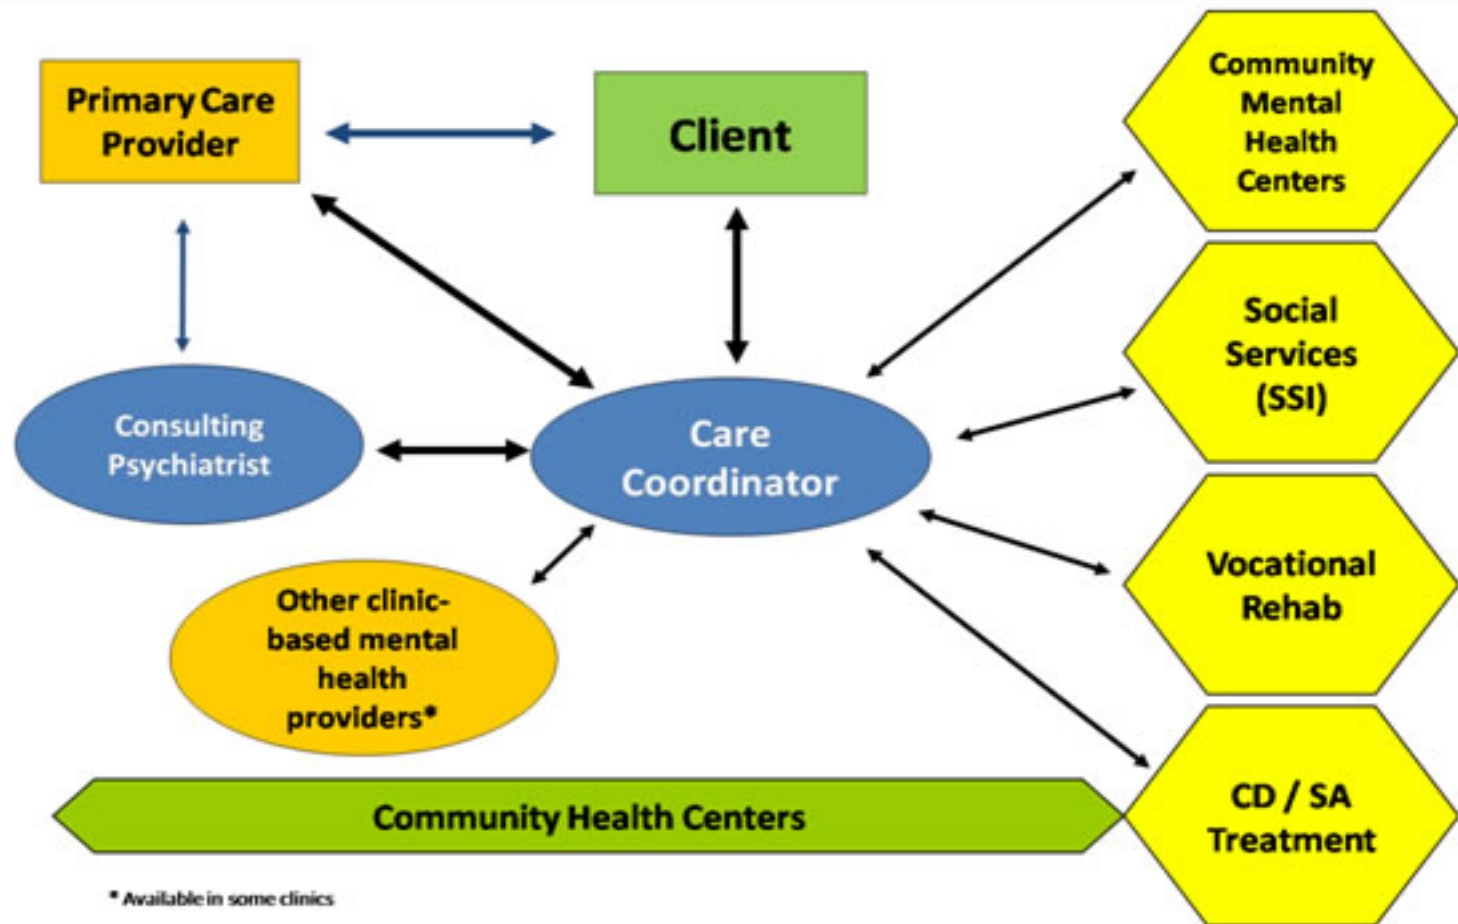 Primary Care
Provider
Client
Community
Mental
Health
Centers
Social
Services
(SSI)
Consulting
Psychiatrist
Care
Coordinator
Vocational
Rehab
Other clinic-
based mental
health
providers*
CD / SA
Treatment
Community Health Centers
* Available in some clinics